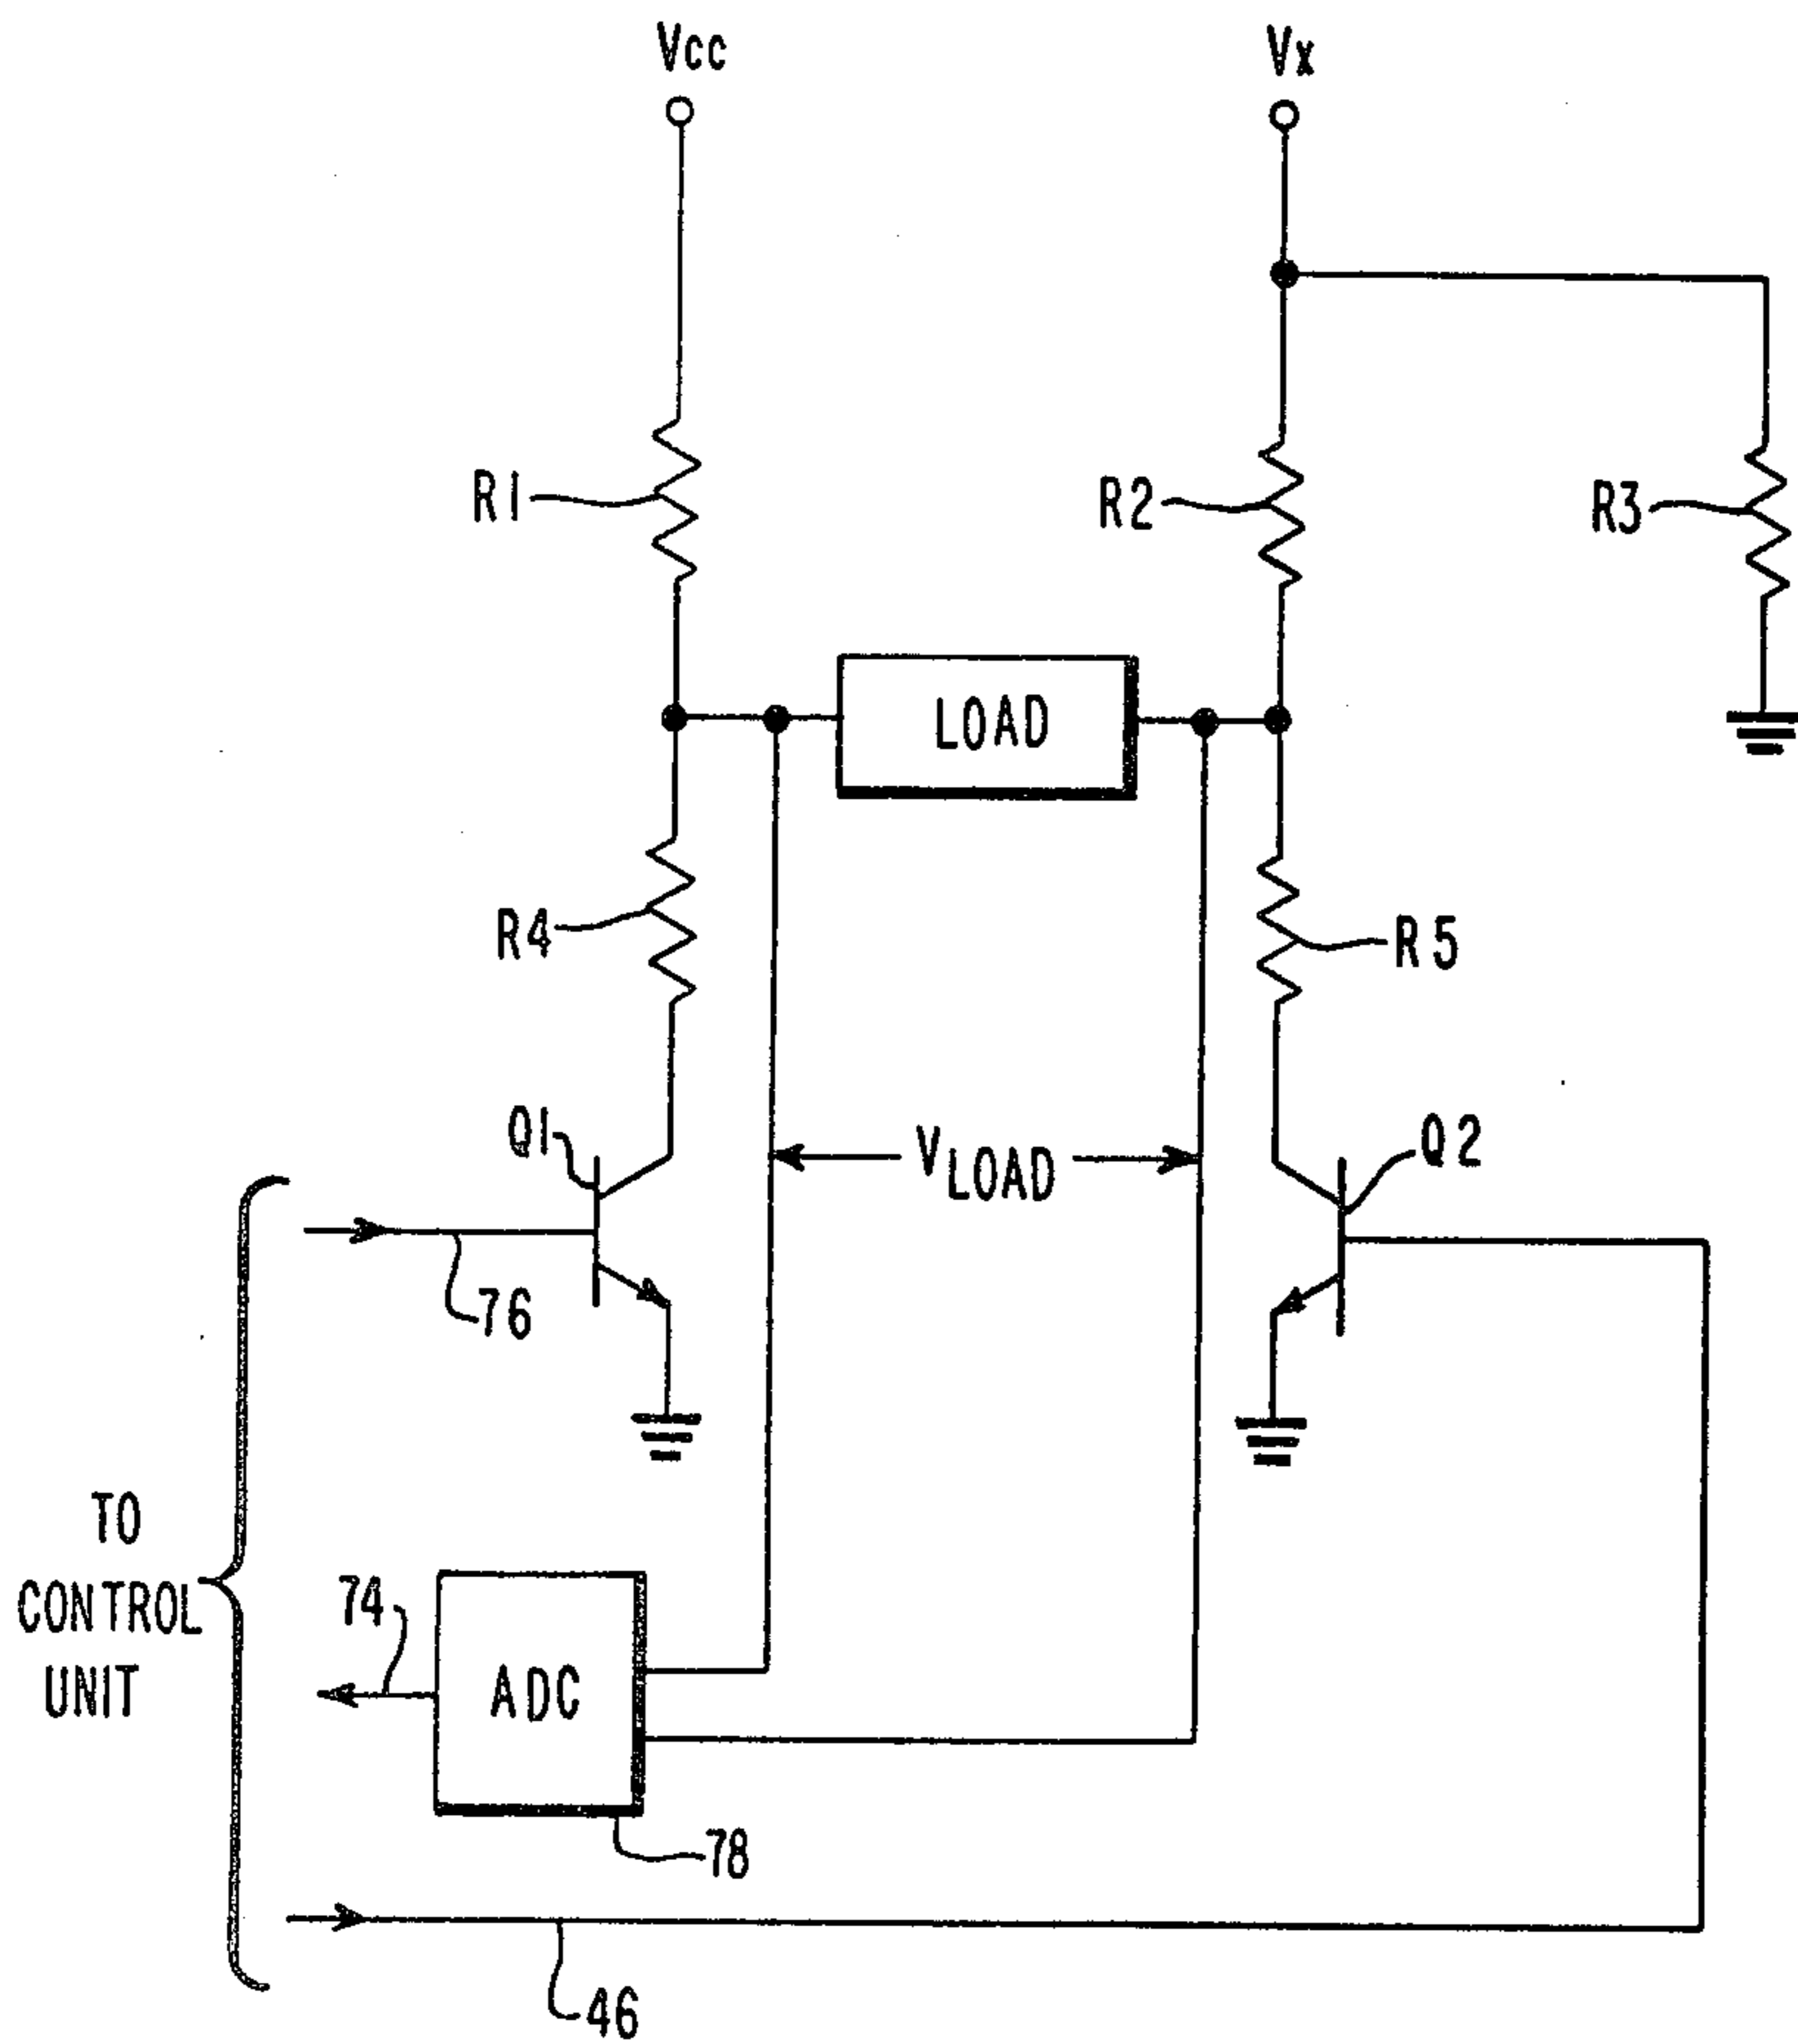 Vcc
Vx
R1
R2
R3
LOAD
R4
R5
Q1
VLOAD
Q2
76
TO
CONTROL
UNIT
74
ADC
78
46